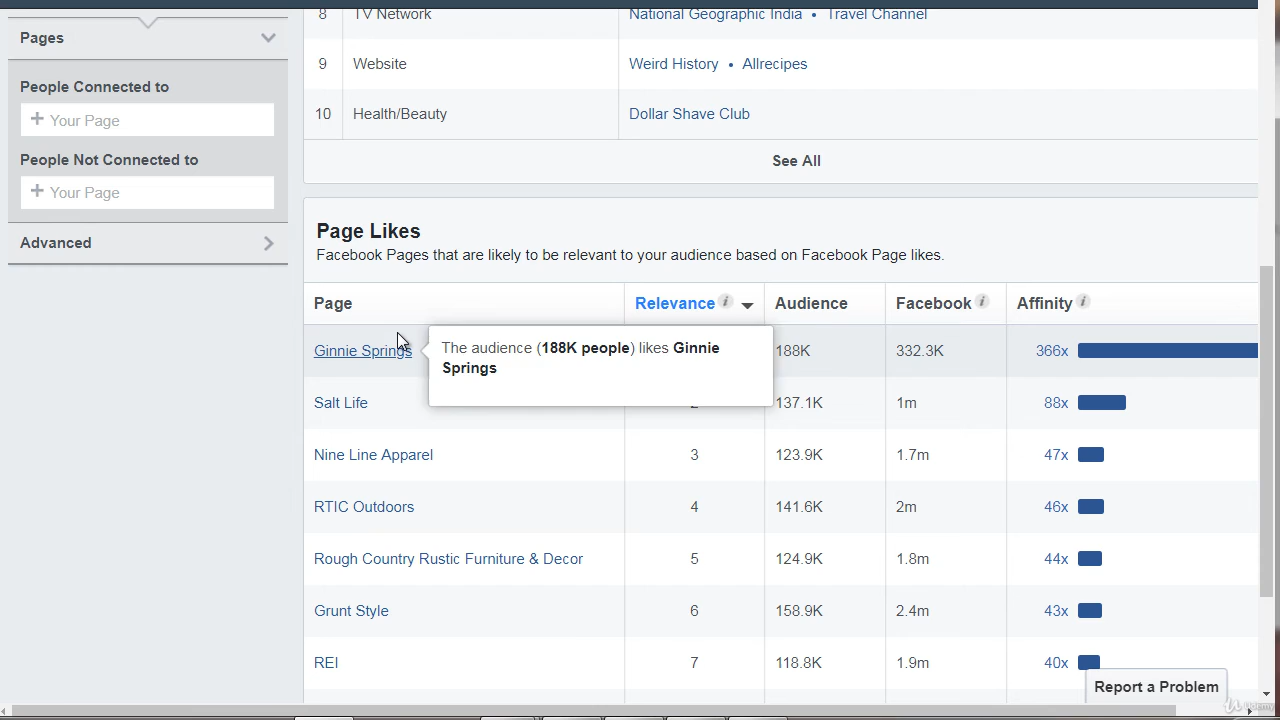 8 TV Network National Geographic India • Travel Channel
Pages
9 Website Weird History • Allrecipes
People Connected to
+ Your Page
10 Health/Beauty Dollar Shave Club
People Not Connected to
See All
+ Your Page
Advanced
Page Likes
Facebook Pages that are likely to be relevant to your audience based on Facebook Page likes.
Page Relevance i Audience Facebook i Affinity i
Ginnie Springs 188K 332.3K 366x
The audience (188K people) likes Ginnie
Springs
Salt Life 2 137.1K 1m 88x
Nine Line Apparel 3 123.9K 1.7m 47x
RTIC Outdoors 4 141.6K 2m 46x
Rough Country Rustic Furniture & Decor 5 124.9K 1.8m 44x
Grunt Style 6 158.9K 2.4m 43x
REI 7 118.8K 1.9m 40x
Report a Problem
Udemy